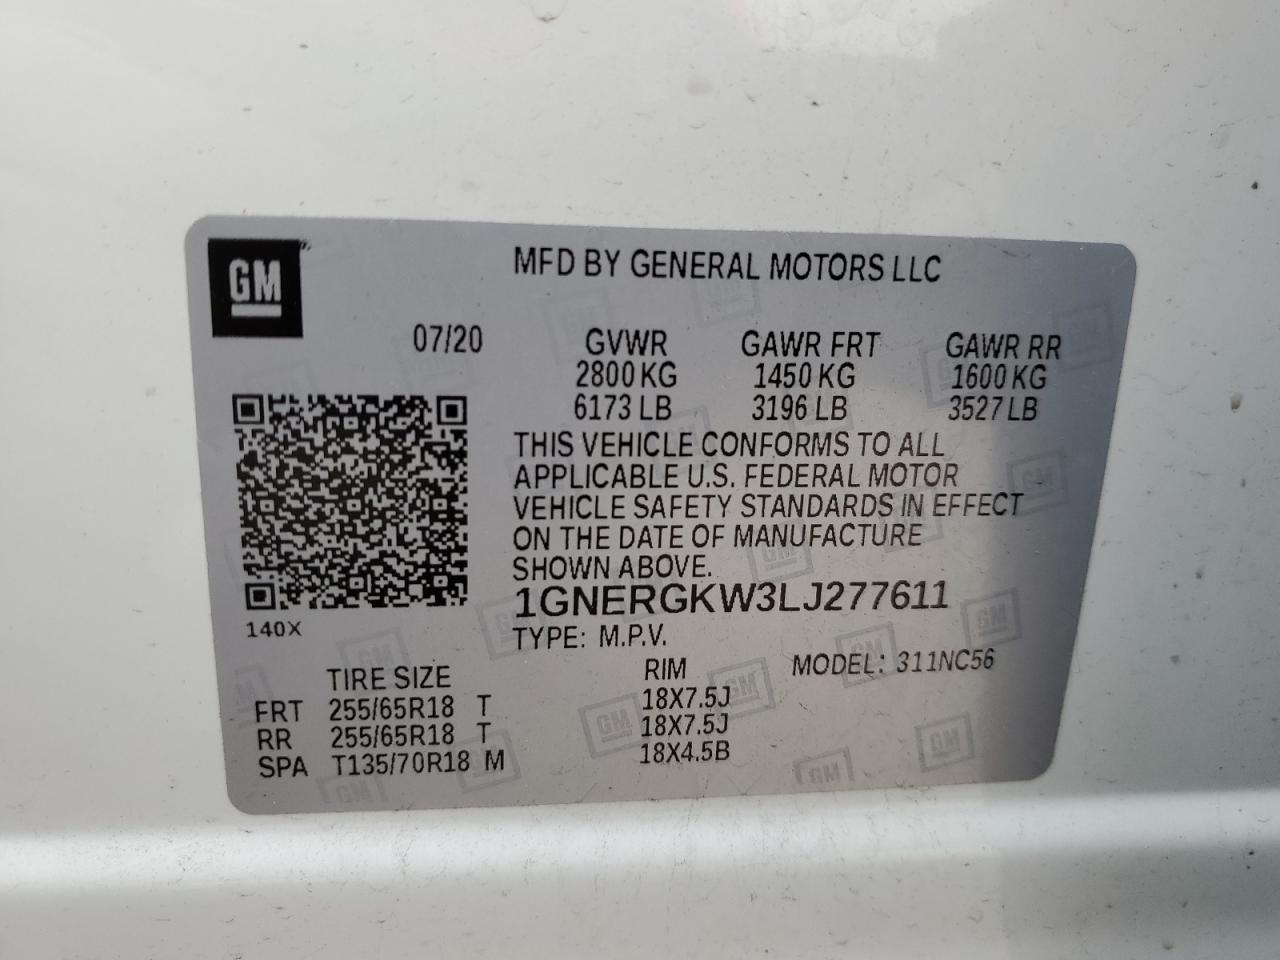 GM
MFD BY GENERAL MOTORS LLC
07/20 GVWR GAWR FRT GAWR RR
2800 KG 1450 KG 1600 KG
6173 LB 3196 LB 3527 LB
THIS VEHICLE CONFORMS TO ALL
APPLICABLE U.S. FEDERAL MOTOR
VEHICLE SAFETY STANDARDS IN EFFECT
ON THE DATE OF MANUFACTURE
SHOWN ABOVE.
1GNERGKW3LJ277611
140X
TYPE: M.P.V.
TIRE SIZE RIM MODEL: 311NC56
FRT 255/65R18 T 18X7.5J
RR 255/65R18 T 18X7.5J
SPA T135/70R18 M 18X4.5B